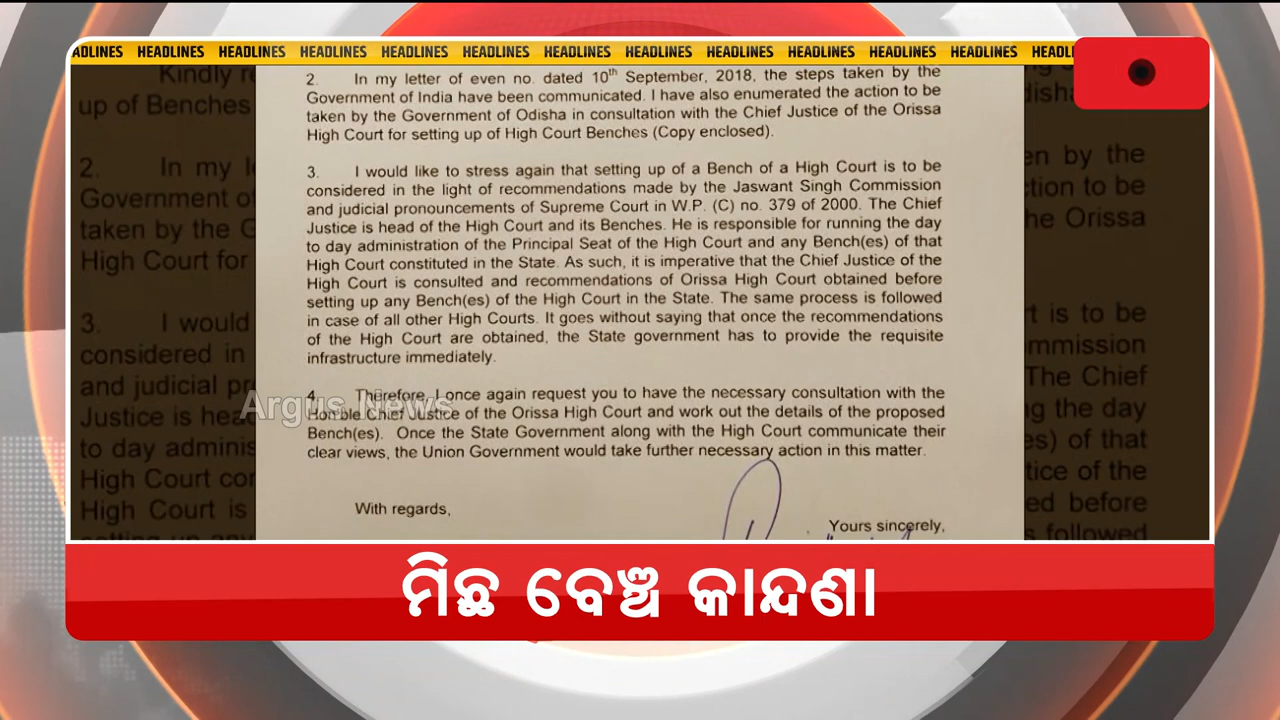 ADLINES HEADLINES HEADLINES HEADLINES HEADLINES HEADLINES HEADLINES HEADLINES HEADLINES HEADLINES HEADLINES HEADLINES HEADL
2. In my letter of even no. dated 10th September, 2018, the steps taken by the
Government of India have been communicated. I have also enumerated the action to be
taken by the Government of Odisha in consultation with the Chief Justice of the Orissa
High Court for setting up of High Court Benches (Copy enclosed).
3. I would like to stress again that setting up of a Bench of a High Court is to be
considered in the light of recommendations made by the Jaswant Singh Commission
and judicial pronouncements of Supreme Court in W.P. (C) no. 379 of 2000. The Chief
Justice is head of the High Court and its Benches. He is responsible for running the day
to day administration of the Principal Seat of the High Court and any Bench(es) of that
High Court constituted in the State. As such, it is imperative that the Chief Justice of the
High Court is consulted and recommendations of Orissa High Court obtained before
setting up any Bench(es) of the High Court in the State. The same process is followed
in case of all other High Courts. It goes without saying that once the recommendations
of the High Court are obtained, the State government has to provide the requisite
infrastructure immediately.
4. Therefore, I once again request you to have the necessary consultation with the
Hon'ble Chief Justice of the Orissa High Court and work out the details of the proposed
Bench(es). Once the State Government along with the High Court communicate their
clear views, the Union Government would take further necessary action in this matter.
With regards,
Yours sincerely,
Argus News
ମିଛ ବେଞ୍ଚ କାନ୍ଦଣା